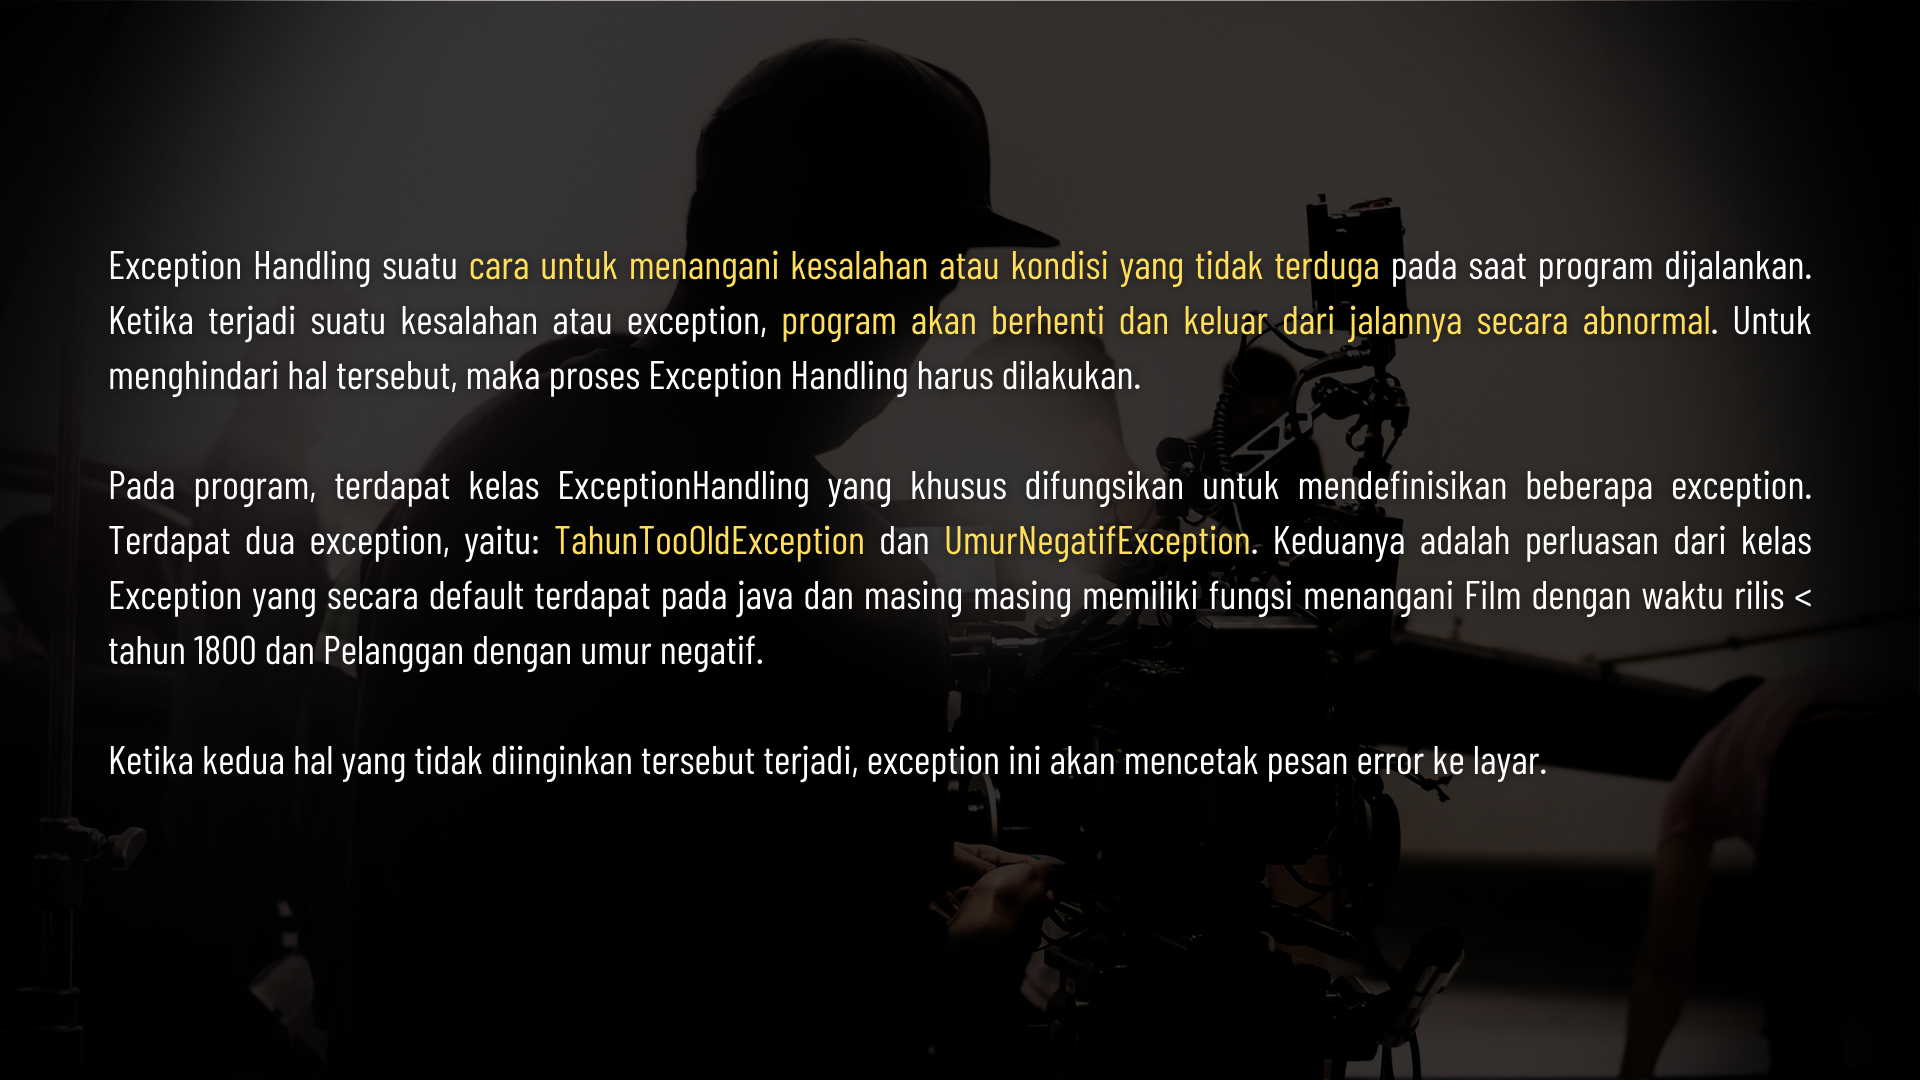 Exception Handling suatu cara untuk menangani kesalahan atau kondisi yang tidak terduga pada saat program dijalankan.
Ketika terjadi suatu kesalahan atau exception, program akan berhenti dan keluar dari jalannya secara abnormal. Untuk
menghindari hal tersebut, maka proses Exception Handling harus dilakukan.
Pada program, terdapat kelas ExceptionHandling yang khusus difungsikan untuk mendefinisikan beberapa exception.
Terdapat dua exception, yaitu: TahunTooOldException dan UmurNegatifException. Keduanya adalah perluasan dari kelas
Exception yang secara default terdapat pada java dan masing masing memiliki fungsi menangani Film dengan waktu rilis <
tahun 1800 dan Pelanggan dengan umur negatif.
Ketika kedua hal yang tidak diinginkan tersebut terjadi, exception ini akan mencetak pesan error ke layar.